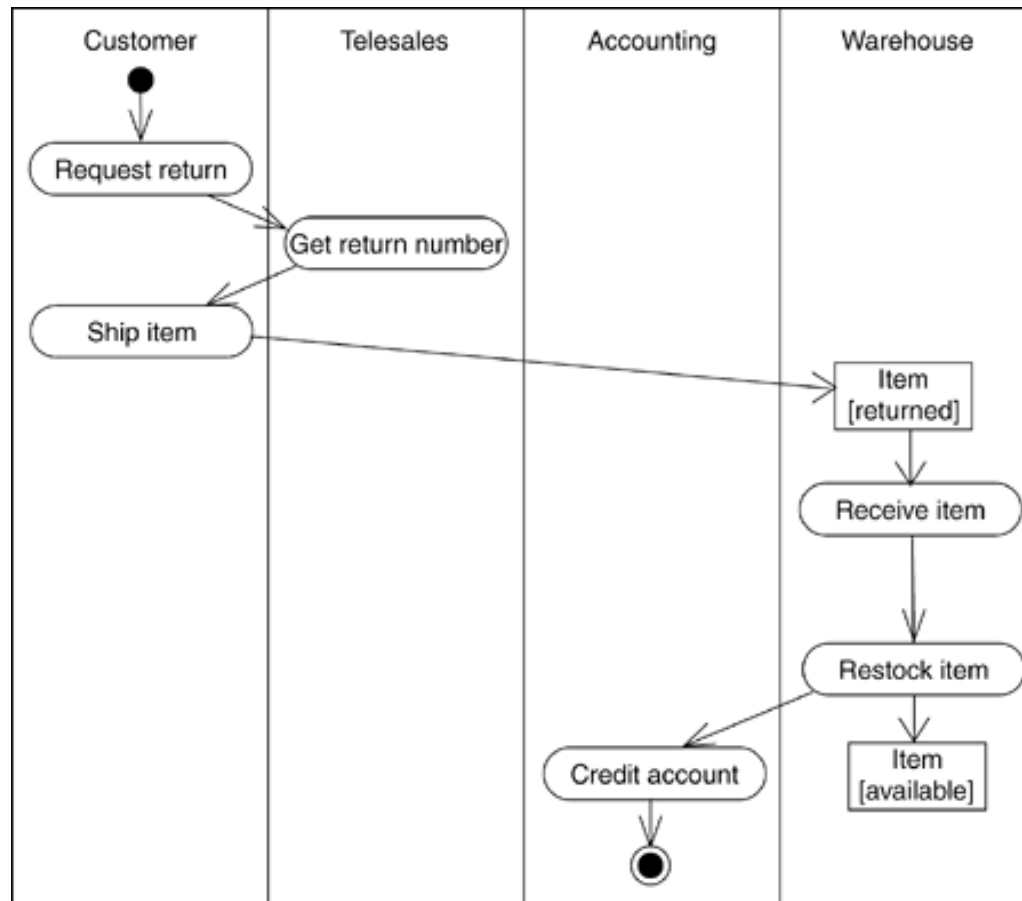 Customer
Telesales
Accounting
Warehouse
Request return
Get return number
Ship item
Item
[returned]
Receive item
Restock item
Credit account
Item
[available]